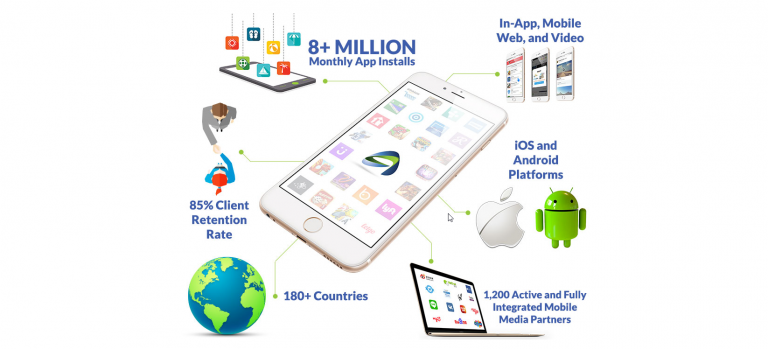 8+ MILLION
Monthly App Installs
In-App, Mobile
Web, and Video
iOS and
Android
Platforms
85% Client
Retention
Rate
180+ Countries
1,200 Active and Fully
Integrated Mobile
Media Partners